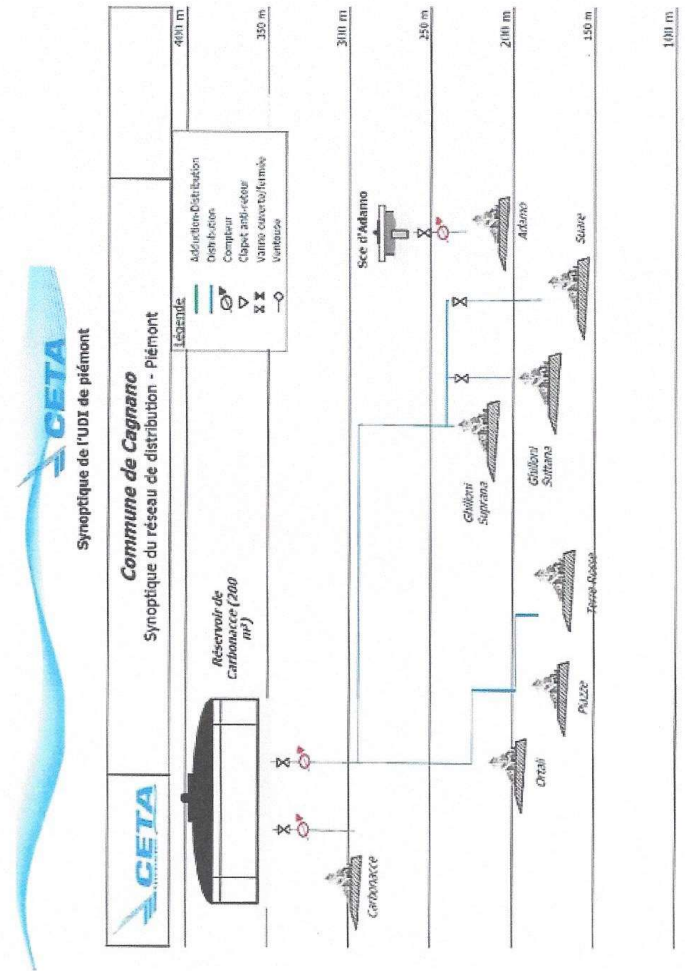 CETA
Synoptique de l'UDI de piémont
CETA
Commune de Cagnano
Synoptique du réseau de distribution - Piémont
400 m
350 m
300 m
250 m
200 m
150 m
100 m
Légende
Adduction-Distribution
Distribution
Compteur
Clapet anti-retour
Vanne ouverte/fermée
Ventouse
Réservoir de
Carbonacce (200
m³)
Sce d'Adamo
Carbonacce
Ortali
Piazze
Terre-Rosse
Ghilloni
Suprana
Ghilloni
Suttana
Suare
Adamo